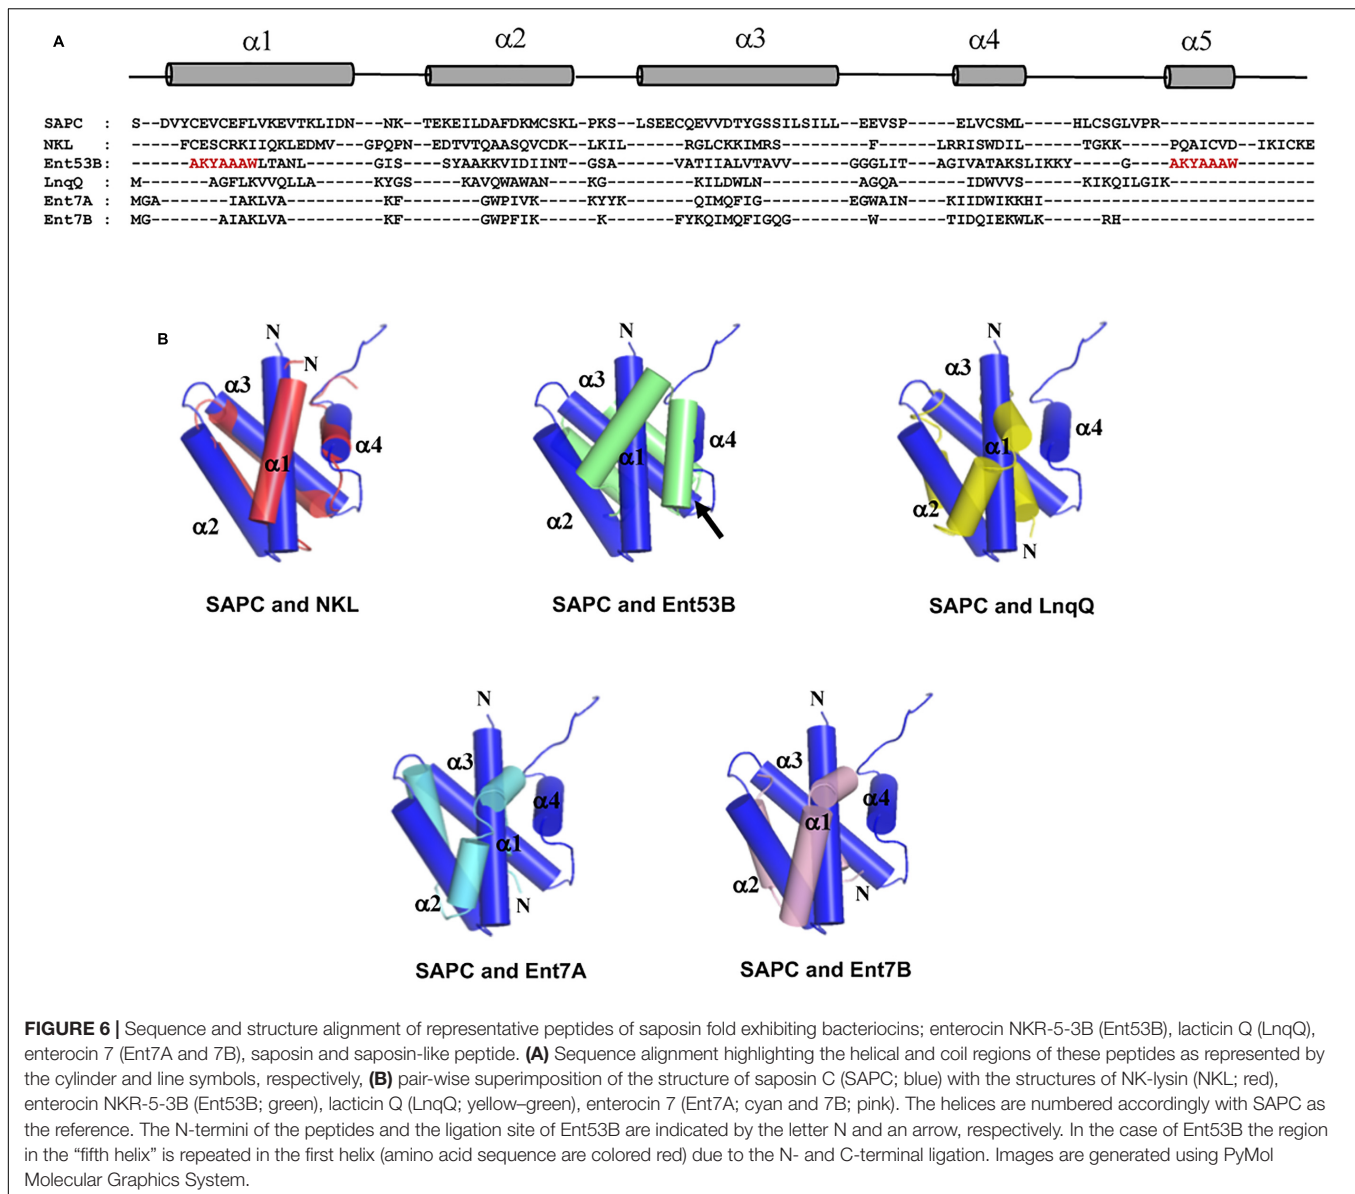 A
α1 α2 α3 α4 α5
SAPC : S--DVYCEVCEFLVKEVTKLIDN---NK--TEKEILDAFDKMCSKL-PKS--LSEECQEVVDTYGSSILSILL--EEVSP-----ELVCSML-----HLCSGLVPR-----------------
NKL : -----FCESCRKIIQKLEDMV--GPQPN--EDTVTQAASQVCDK--LKIL----RGLCKKIMRS---------F------LRRISWDIL----TGKK----PQAICVD--IKICKE
Ent53B : ------AKYAAAWLTANL------GIS----SYAAKKVIDIINT--GSA----VATIIALVTAVV------GGGLIT--AGIVATAKSLIKKY-----G----AKYAAAW--------
LnqQ : M-------AGFLKVVQLLA------KYGS-----KAVQWAWAN----KG---------KILDWLN----------AGQA-------IDWVVS----KIKQILGIK---------------
Ent7A : MGA-------IAKLVA----------KF--------GWPIVK----KYYK-------QIMQFIG---------EGWAIN----KIIDWIKKHI--------------------------
Ent7B : MG-------AIAKLVA----------KF--------GWPFIK-----K-------FYKQIMQFIGQG--------W-------TIDQIEKWLK-----RH-------------------
B
N N α3 α1 α4 α2
SAPC and NKL
N α3 α4 α1 α2
SAPC and Ent53B
N α3 α4 α1 α2 N
SAPC and LnqQ
N α3 α4 α1 α2 N
SAPC and Ent7A
N α3 α4 α1 α2 N
SAPC and Ent7B
FIGURE 6 | Sequence and structure alignment of representative peptides of saposin fold exhibiting bacteriocins; enterocin NKR-5-3B (Ent53B), lacticin Q (LnqQ),
enterocin 7 (Ent7A and 7B), saposin and saposin-like peptide. (A) Sequence alignment highlighting the helical and coil regions of these peptides as represented by
the cylinder and line symbols, respectively, (B) pair-wise superimposition of the structure of saposin C (SAPC; blue) with the structures of NK-lysin (NKL; red),
enterocin NKR-5-3B (Ent53B; green), lacticin Q (LnqQ; yellow–green), enterocin 7 (Ent7A; cyan and 7B; pink). The helices are numbered accordingly with SAPC as
the reference. The N-termini of the peptides and the ligation site of Ent53B are indicated by the letter N and an arrow, respectively. In the case of Ent53B the region
in the “fifth helix” is repeated in the first helix (amino acid sequence are colored red) due to the N- and C-terminal ligation. Images are generated using PyMol
Molecular Graphics System.